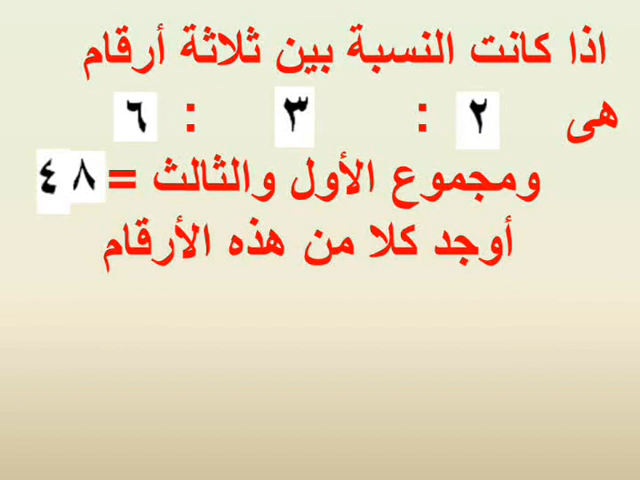 اذا كانت النسبة بين ثلاثة أرقام
هى ٢ : ٣ : ٦
ومجموع الأول والثالث = ٤٨
أوجد كلا من هذه الأرقام